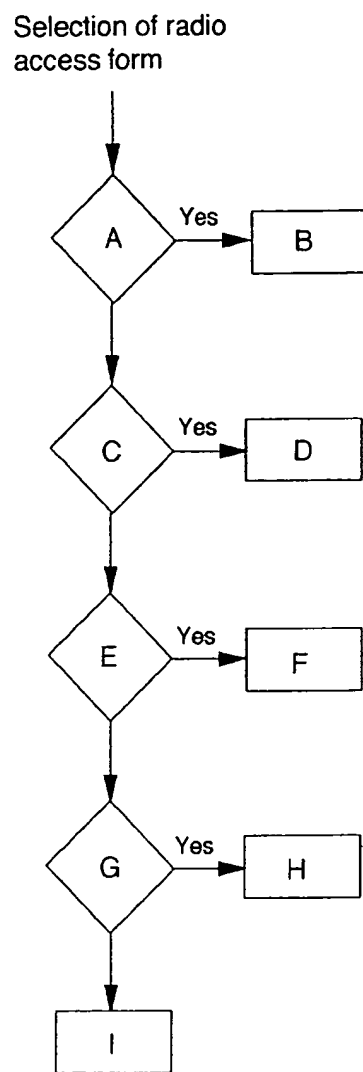 Selection of radio
access form
A
Yes
B
C
Yes
D
E
Yes
F
G
Yes
H
I